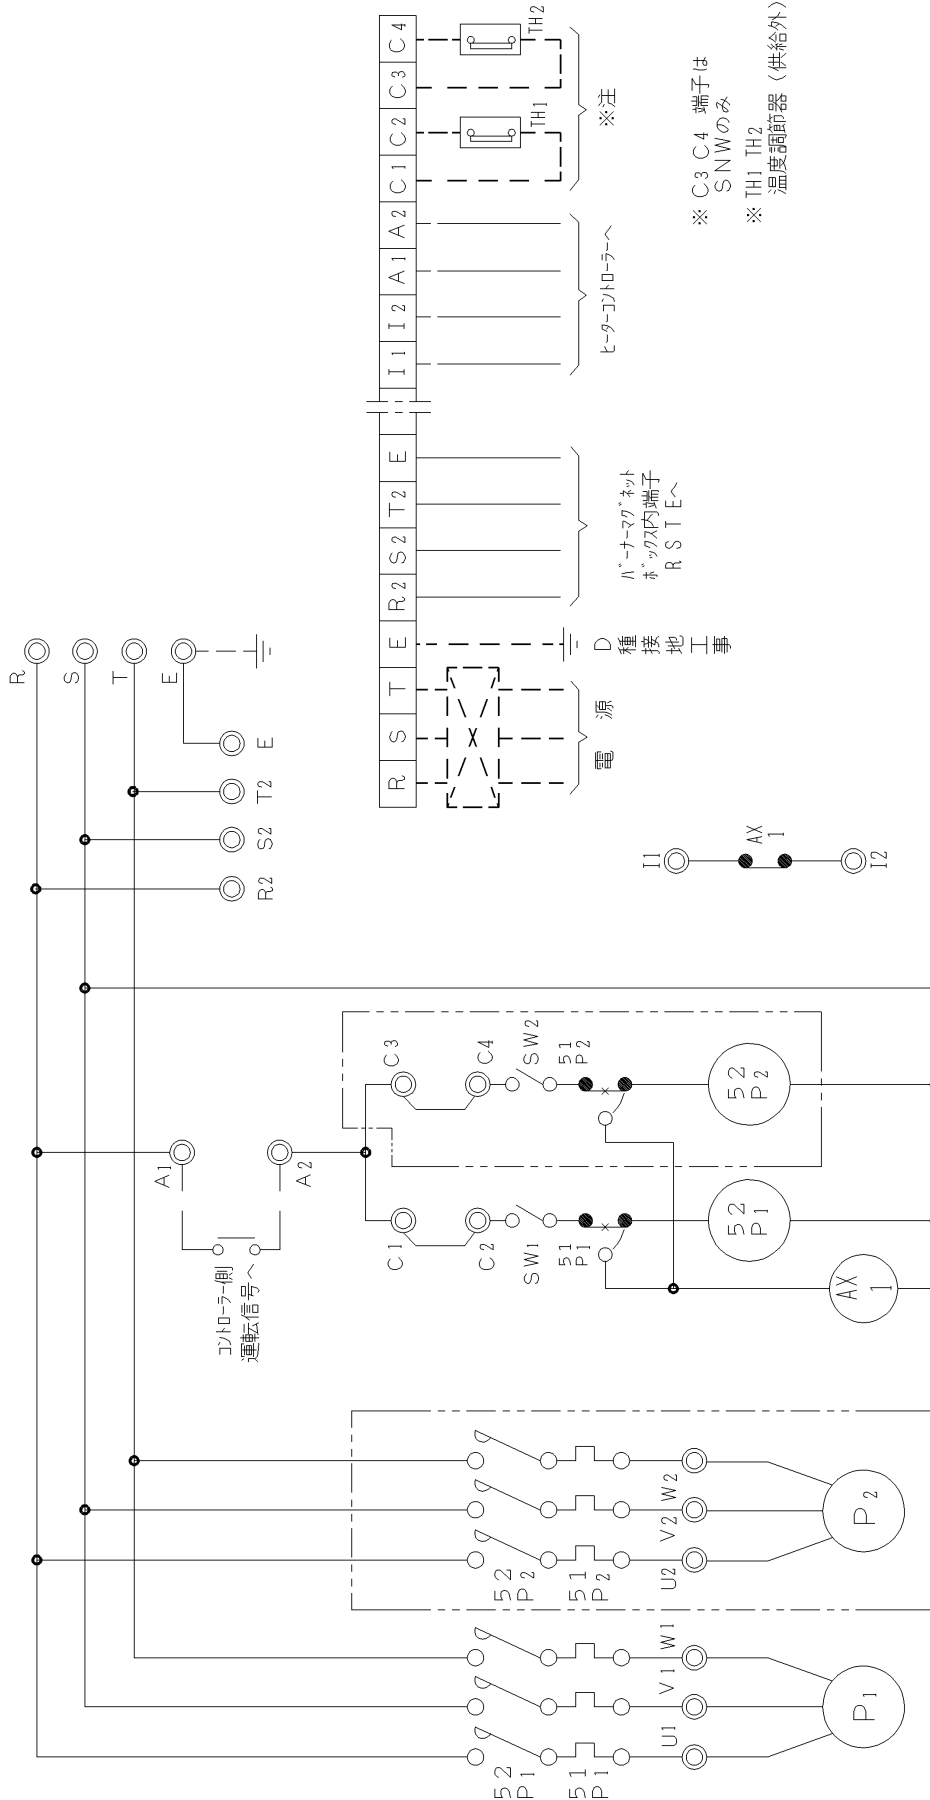 R
S
T
E
E
T2
S2
R2
A1
A2
コントローラー側
運転信号へ
C3
C4
SW2
51
P2
52
P2
C1
C2
SW1
51
P1
52
P1
AX
1
52
P2
51
P2
U2
V2
W2
P2
52
P1
51
P1
U1
V1
W1
P1
R
S
T
E
R2
S2
T2
E
I1
I2
A1
A2
C1
C2
C3
C4
電源
D種接地工事
バーナーマグネット
ボックス内端子
R S T Eへ
ヒーターコントローラーへ
TH1
TH2
※注
※ C3 C4 端子は
SNWのみ
※ TH1 TH2
温度調節器(供給外)
I1
AX
1
I2